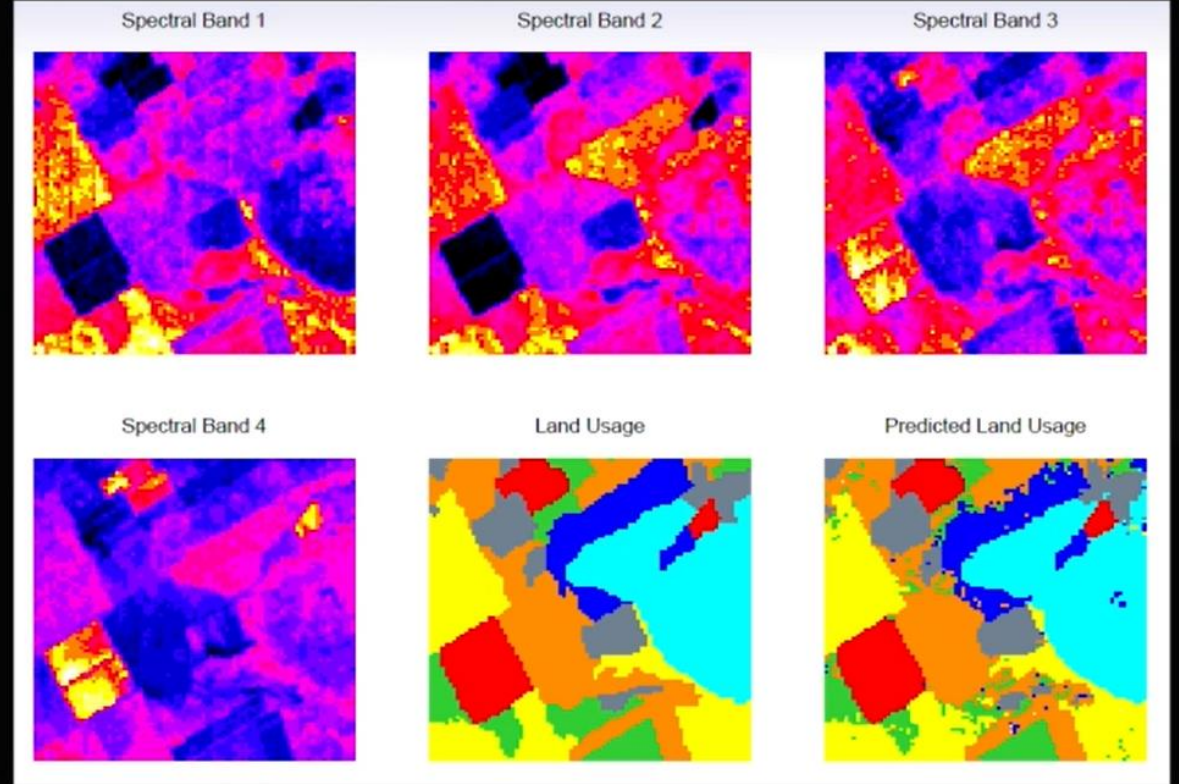 Spectral Band 1
Spectral Band 2
Spectral Band 3
Spectral Band 4
Land Usage
Predicted Land Usage